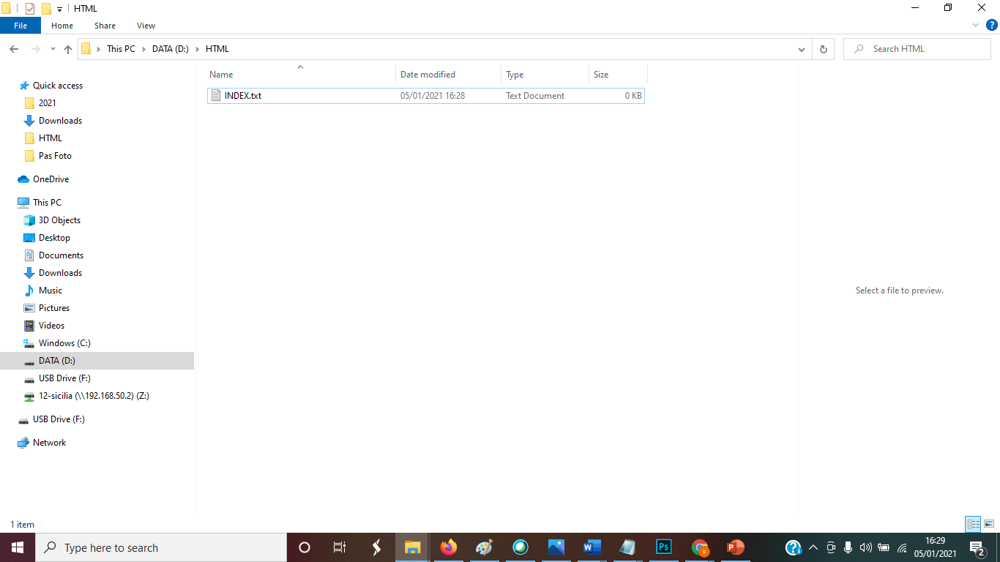 HTML
File Home Share View
This PC DATA (D:) HTML
Search HTML
Name Date modified Type Size
INDEX.txt 05/01/2021 16:28 Text Document 0 KB
Quick access
2021
Downloads
HTML
Pas Foto
OneDrive
This PC
3D Objects
Desktop
Documents
Downloads
Music
Pictures
Videos
Windows (C:)
DATA (D:)
USB Drive (F:)
12-sicilia (\\192.168.50.2) (Z:)
USB Drive (F:)
Network
Select a file to preview.
1 item
Type here to search
16:29
05/01/2021
2